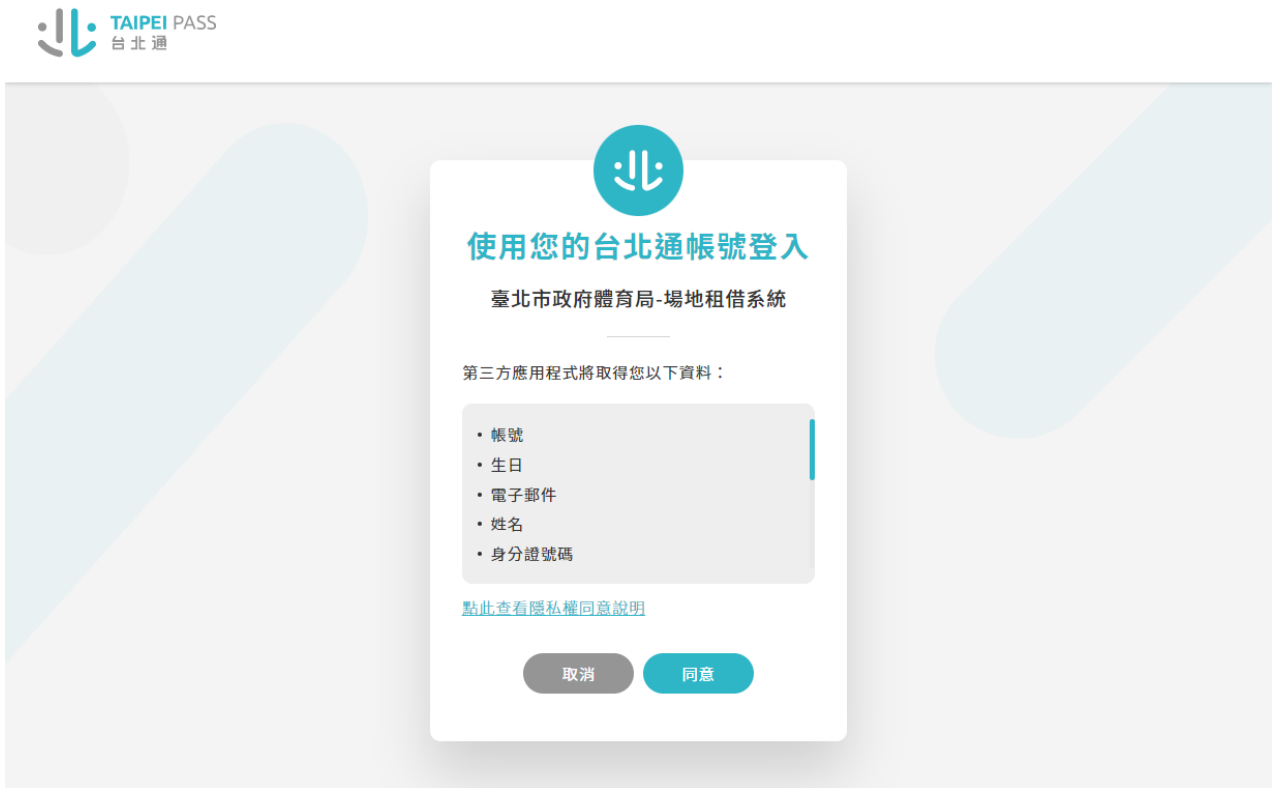 TAIPEI PASS
台北通
使用您的台北通帳號登入
臺北市政府體育局-場地租借系統
第三方應用程式將取得您以下資料：
• 帳號
• 生日
• 電子郵件
• 姓名
• 身分證號碼
點此查看隱私權同意說明
取消
同意